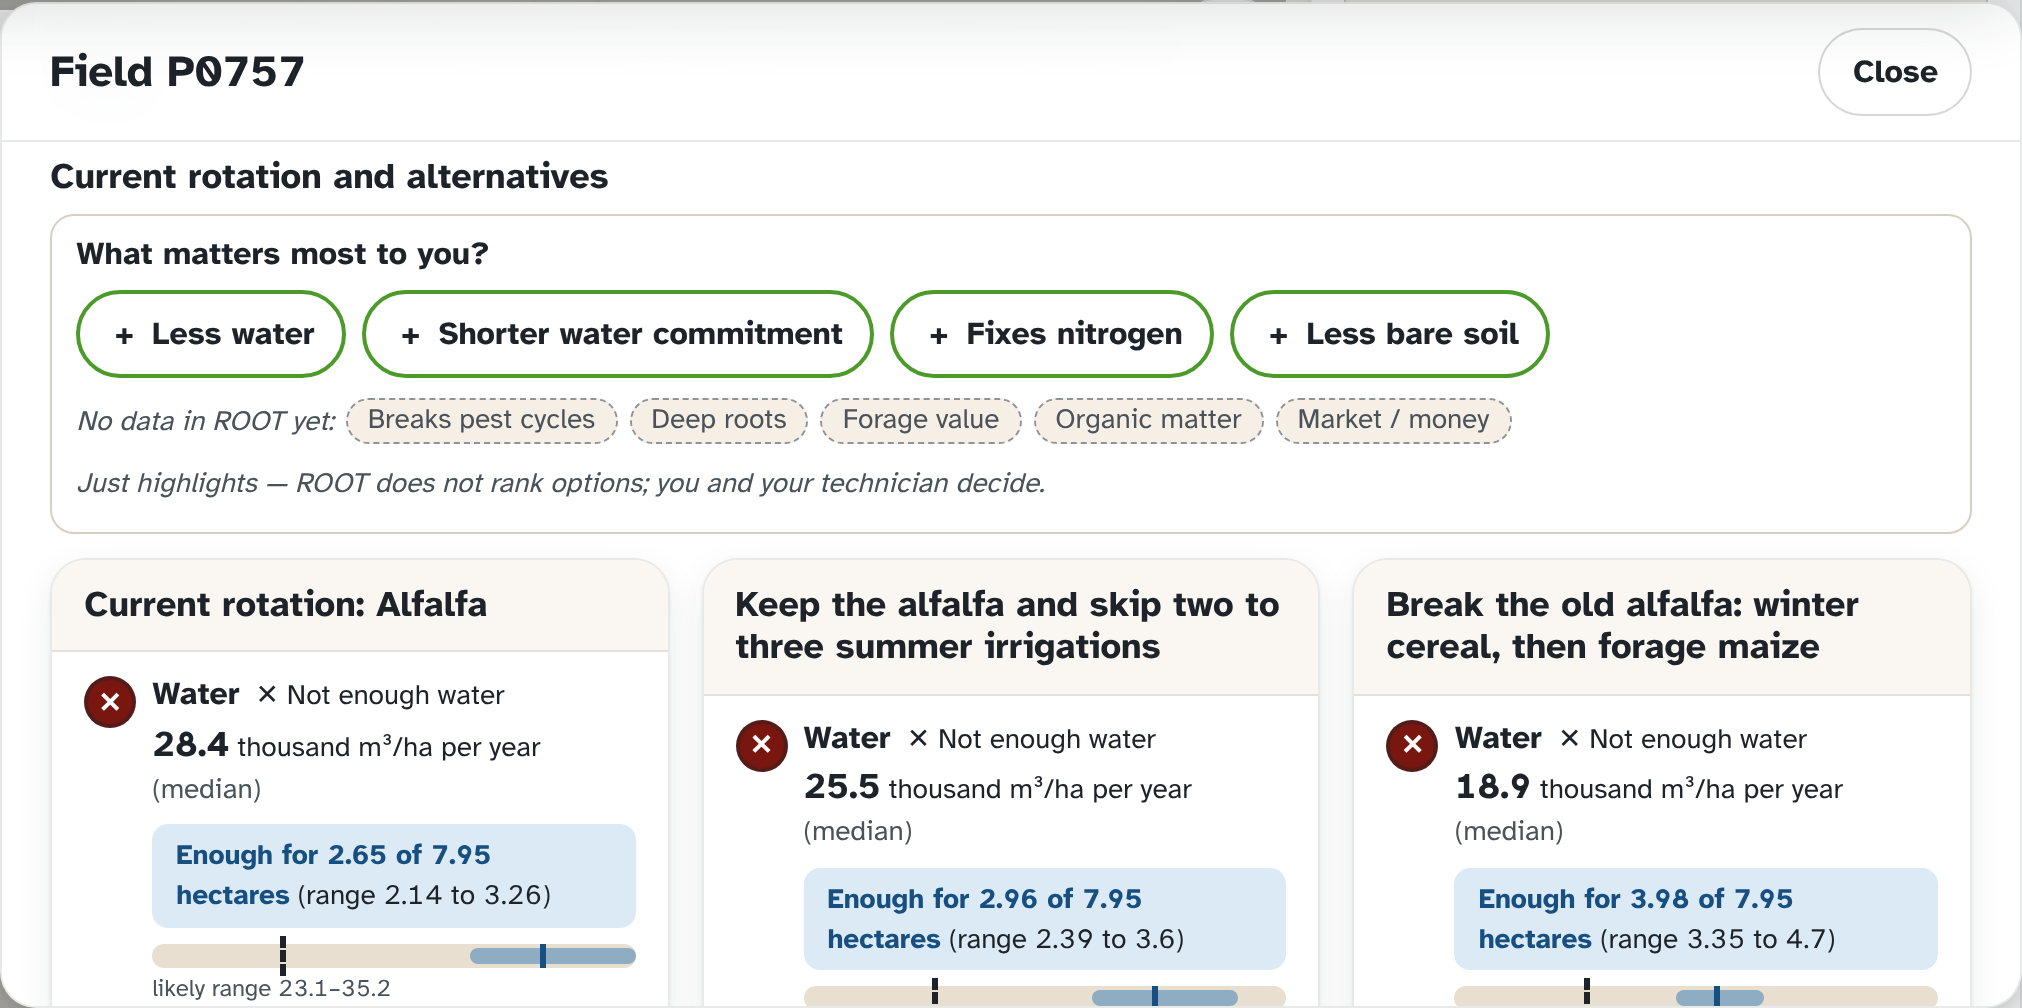 Field P0757
Close
Current rotation and alternatives
What matters most to you?
+ Less water
+ Shorter water commitment
+ Fixes nitrogen
+ Less bare soil
No data in ROOT yet: Breaks pest cycles Deep roots Forage value Organic matter Market / money
Just highlights — ROOT does not rank options; you and your technician decide.
Current rotation: Alfalfa
Water × Not enough water
28.4 thousand m³/ha per year
(median)
Enough for 2.65 of 7.95
hectares (range 2.14 to 3.26)
likely range 23.1–35.2
Keep the alfalfa and skip two to
three summer irrigations
Water × Not enough water
25.5 thousand m³/ha per year
(median)
Enough for 2.96 of 7.95
hectares (range 2.39 to 3.6)
Break the old alfalfa: winter
cereal, then forage maize
Water × Not enough water
18.9 thousand m³/ha per year
(median)
Enough for 3.98 of 7.95
hectares (range 3.35 to 4.7)